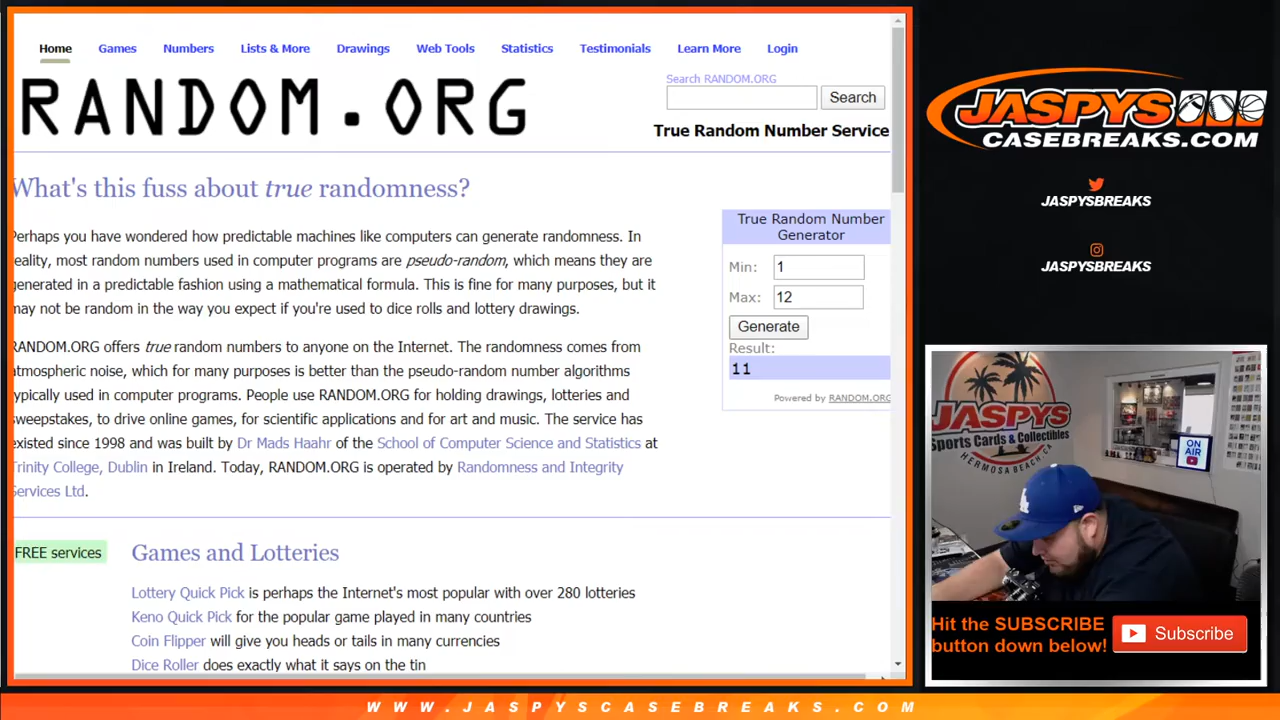 Home Games Numbers Lists & More Drawings Web Tools Statistics Testimonials Learn More Login
RANDOM.ORG
Search RANDOM.ORG
Search
True Random Number Service
What's this fuss about true randomness?
Perhaps you have wondered how predictable machines like computers can generate randomness. In
reality, most random numbers used in computer programs are pseudo-random, which means they are
generated in a predictable fashion using a mathematical formula. This is fine for many purposes, but it
may not be random in the way you expect if you're used to dice rolls and lottery drawings.
RANDOM.ORG offers true random numbers to anyone on the Internet. The randomness comes from
atmospheric noise, which for many purposes is better than the pseudo-random number algorithms
typically used in computer programs. People use RANDOM.ORG for holding drawings, lotteries and
sweepstakes, to drive online games, for scientific applications and for art and music. The service has
existed since 1998 and was built by Dr Mads Haahr of the School of Computer Science and Statistics at
Trinity College, Dublin in Ireland. Today, RANDOM.ORG is operated by Randomness and Integrity
Services Ltd.
True Random Number
Generator
Min: 1
Max: 12
Generate
Result:
11
Powered by RANDOM.ORG
FREE services
Games and Lotteries
Lottery Quick Pick is perhaps the Internet's most popular with over 280 lotteries
Keno Quick Pick for the popular game played in many countries
Coin Flipper will give you heads or tails in many currencies
Dice Roller does exactly what it says on the tin
JASPYS
CASEBREAKS.COM
JASPYSBREAKS
JASPYSBREAKS
JASPYS
Sports Cards & Collectibles
HERMOSA BEACH, CA
ON
AIR
Hit the SUBSCRIBE
button down below!
Subscribe
WWW.JASPYSCASEBREAKS.COM